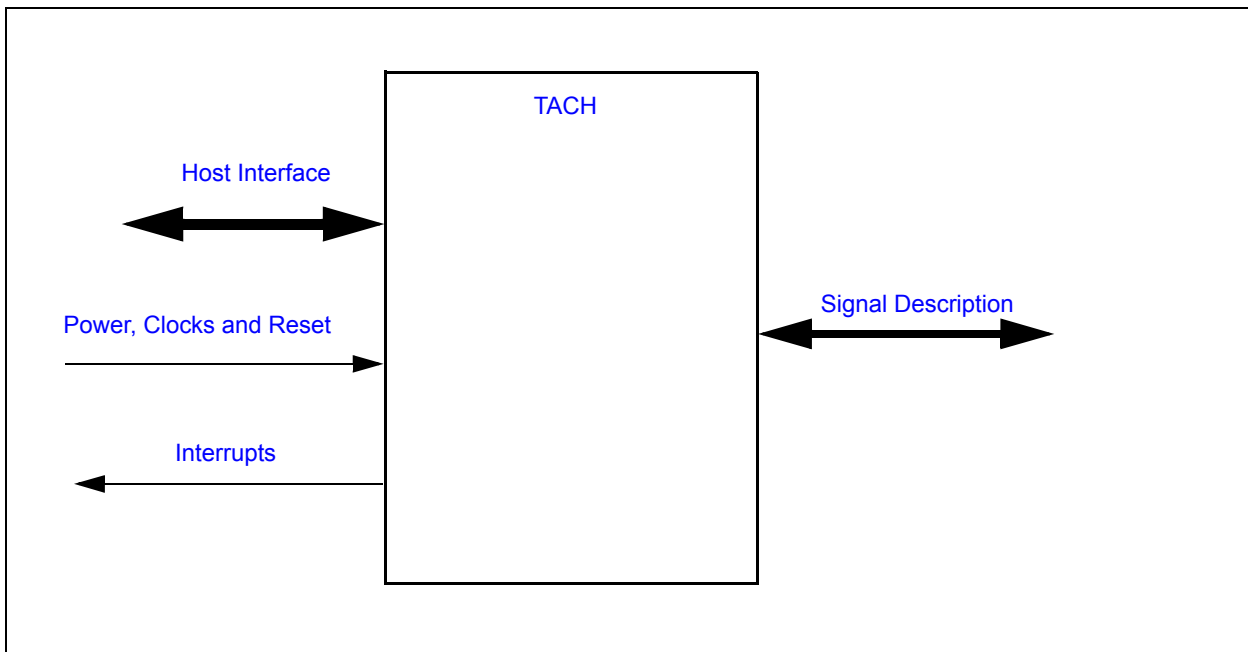 TACH
Host Interface
Signal Description
Power, Clocks and Reset
Interrupts